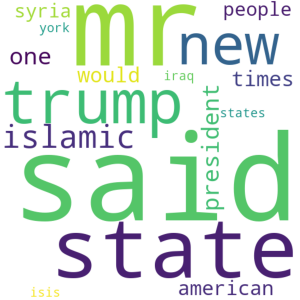 syria mr people
york new
one
would iraq times
trump president states
islamic
said
state
american
isis